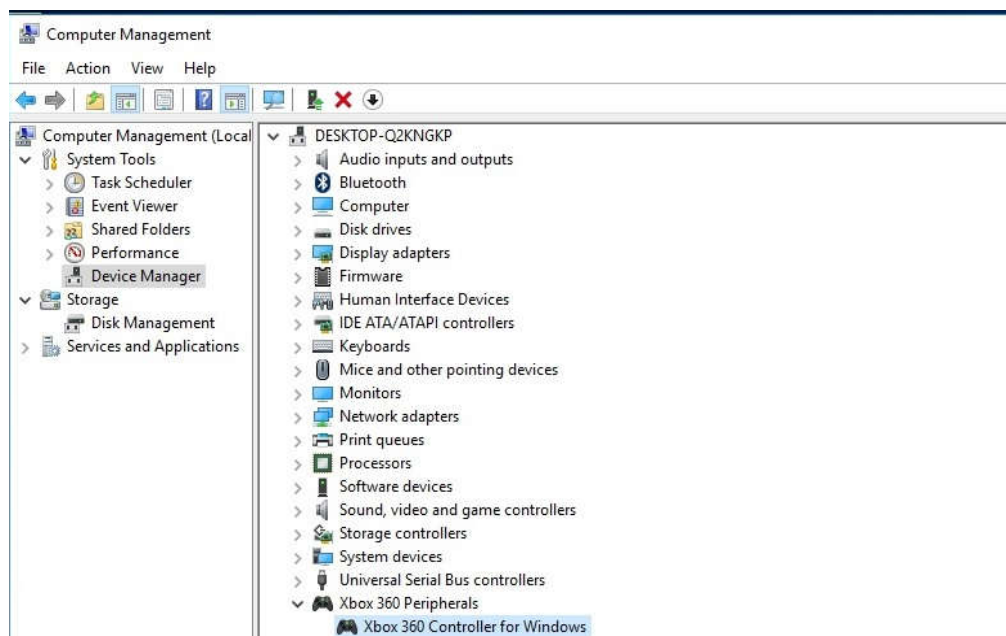 Computer Management
File Action View Help
Computer Management (Local
System Tools
Task Scheduler
Event Viewer
Shared Folders
Performance
Device Manager
Storage
Disk Management
Services and Applications
DESKTOP-Q2KNGKP
Audio inputs and outputs
Bluetooth
Computer
Disk drives
Display adapters
Firmware
Human Interface Devices
IDE ATA/ATAPI controllers
Keyboards
Mice and other pointing devices
Monitors
Network adapters
Print queues
Processors
Software devices
Sound, video and game controllers
Storage controllers
System devices
Universal Serial Bus controllers
Xbox 360 Peripherals
Xbox 360 Controller for Windows